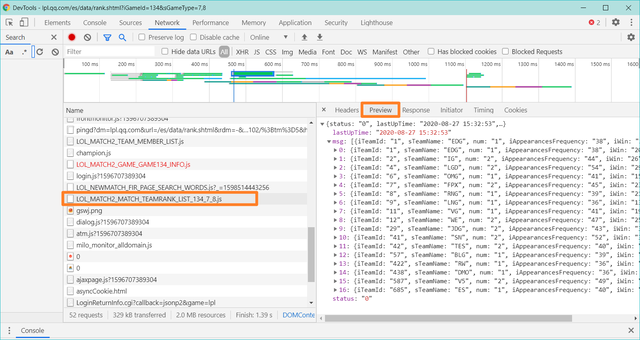 DevTools - lpl.qq.com/es/data/rank.shtml?iGameId=134&sGameType=7,8
Elements Console Sources Network Performance Memory Application Security Lighthouse 2
Search Preserve log Disable cache Online
Aa .* Filter Hide data URLs All XHR JS CSS Img Media Font Doc WS Manifest Other Has blocked cookies Blocked Requests
100 ms 200 ms 300 ms 400 ms 500 ms 600 ms 700 ms 800 ms 900 ms 1000 ms 1100 ms 1200 ms 1300 ms 1400 ms 1500 ms 160
Name
Headers Preview Response Initiator Timing Cookies
pingd?dm=lpl.qq.com&url=/es/data/rank.shtml&rdm=-&...102/%3Btm%3D5&
LOL_TEAM_MEMBER_LIST.js
champion.js
LOL_MATCH2_GAME_GAME134_INFO.js
login.js?1596707389304
LOL_NEWMATCH_FIR_PAGE_SEARCH_WORDS.js?_=1598514443256
LOL_MATCH2_MATCH_TEAMRANK_LIST_134_7_8.js
gswj.png
dialog.js?1596707389304
atm.js?1596707389304
milo_monitor_alldomain.js
0
0
ajaxpage.js?1596707389304
asyncCookie.html
LoginReturnInfo.cgi?callback=jsonp2&game=lpl
52 requests 329 kB transferred 2.0 MB resources Finish: 1.39 s DOMConte
{status: "0", lastUpTime: "2020-08-27 15:32:53",…}
lastUpTime: "2020-08-27 15:32:53"
msg: [{iTeamId: "1", sTeamName: "EDG", num: "1", iAppearancesFrequency: "38", iWin:
0: {iTeamId: "1", sTeamName: "EDG", num: "1", iAppearancesFrequency: "38", iWin: "
1: {iTeamId: "2", sTeamName: "IG", num: "2", iAppearancesFrequency: "44", iWin: "26
2: {iTeamId: "4", sTeamName: "LGD", num: "2", iAppearancesFrequency: "54", iWin: "2
3: {iTeamId: "6", sTeamName: "OMG", num: "1", iAppearancesFrequency: "41", iWin: "1
4: {iTeamId: "7", sTeamName: "FPX", num: "2", iAppearancesFrequency: "45", iWin: "2
5: {iTeamId: "8", sTeamName: "RNG", num: "1", iAppearancesFrequency: "39", iWin: "
6: {iTeamId: "9", sTeamName: "LNG", num: "1", iAppearancesFrequency: "36", iWin: "1
7: {iTeamId: "11", sTeamName: "VG", num: "1", iAppearancesFrequency: "41", iWin: "1
8: {iTeamId: "12", sTeamName: "WE", num: "2", iAppearancesFrequency: "47", iWin: "2
9: {iTeamId: "29", sTeamName: "JDG", num: "2", iAppearancesFrequency: "43", iWin: "
10: {iTeamId: "41", sTeamName: "SN", num: "2", iAppearancesFrequency: "52", iWin: "
11: {iTeamId: "42", sTeamName: "TES", num: "2", iAppearancesFrequency: "40", iWin:
12: {iTeamId: "57", sTeamName: "BLG", num: "1", iAppearancesFrequency: "39", iWin:
13: {iTeamId: "422", sTeamName: "RW", num: "1", iAppearancesFrequency: "36", iWin:
14: {iTeamId: "438", sTeamName: "DMO", num: "1", iAppearancesFrequency: "36", iWin:
15: {iTeamId: "587", sTeamName: "V5", num: "2", iAppearancesFrequency: "49", iWin:
16: {iTeamId: "685", sTeamName: "ES", num: "1", iAppearancesFrequency: "40", iWin:
status: "0"
Console